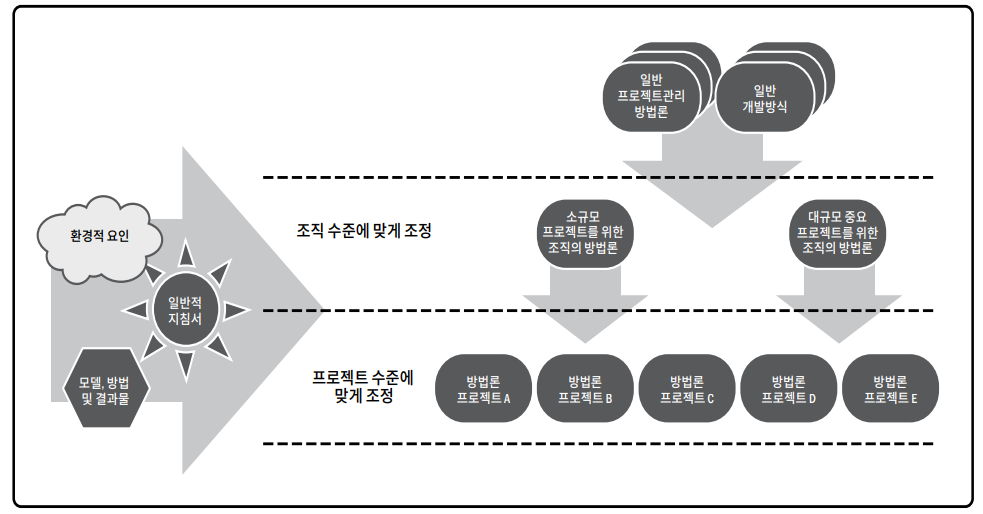 일반
프로젝트관리
방법론
일반
개발방식
환경적 요인
일반적
지침서
모델, 방법
및 결과물
조직 수준에 맞게 조정
소규모
프로젝트를 위한
조직의 방법론
대규모 중요
프로젝트를 위한
조직의 방법론
프로젝트 수준에
맞게 조정
방법론
프로젝트 A
방법론
프로젝트 B
방법론
프로젝트 C
방법론
프로젝트 D
방법론
프로젝트 E